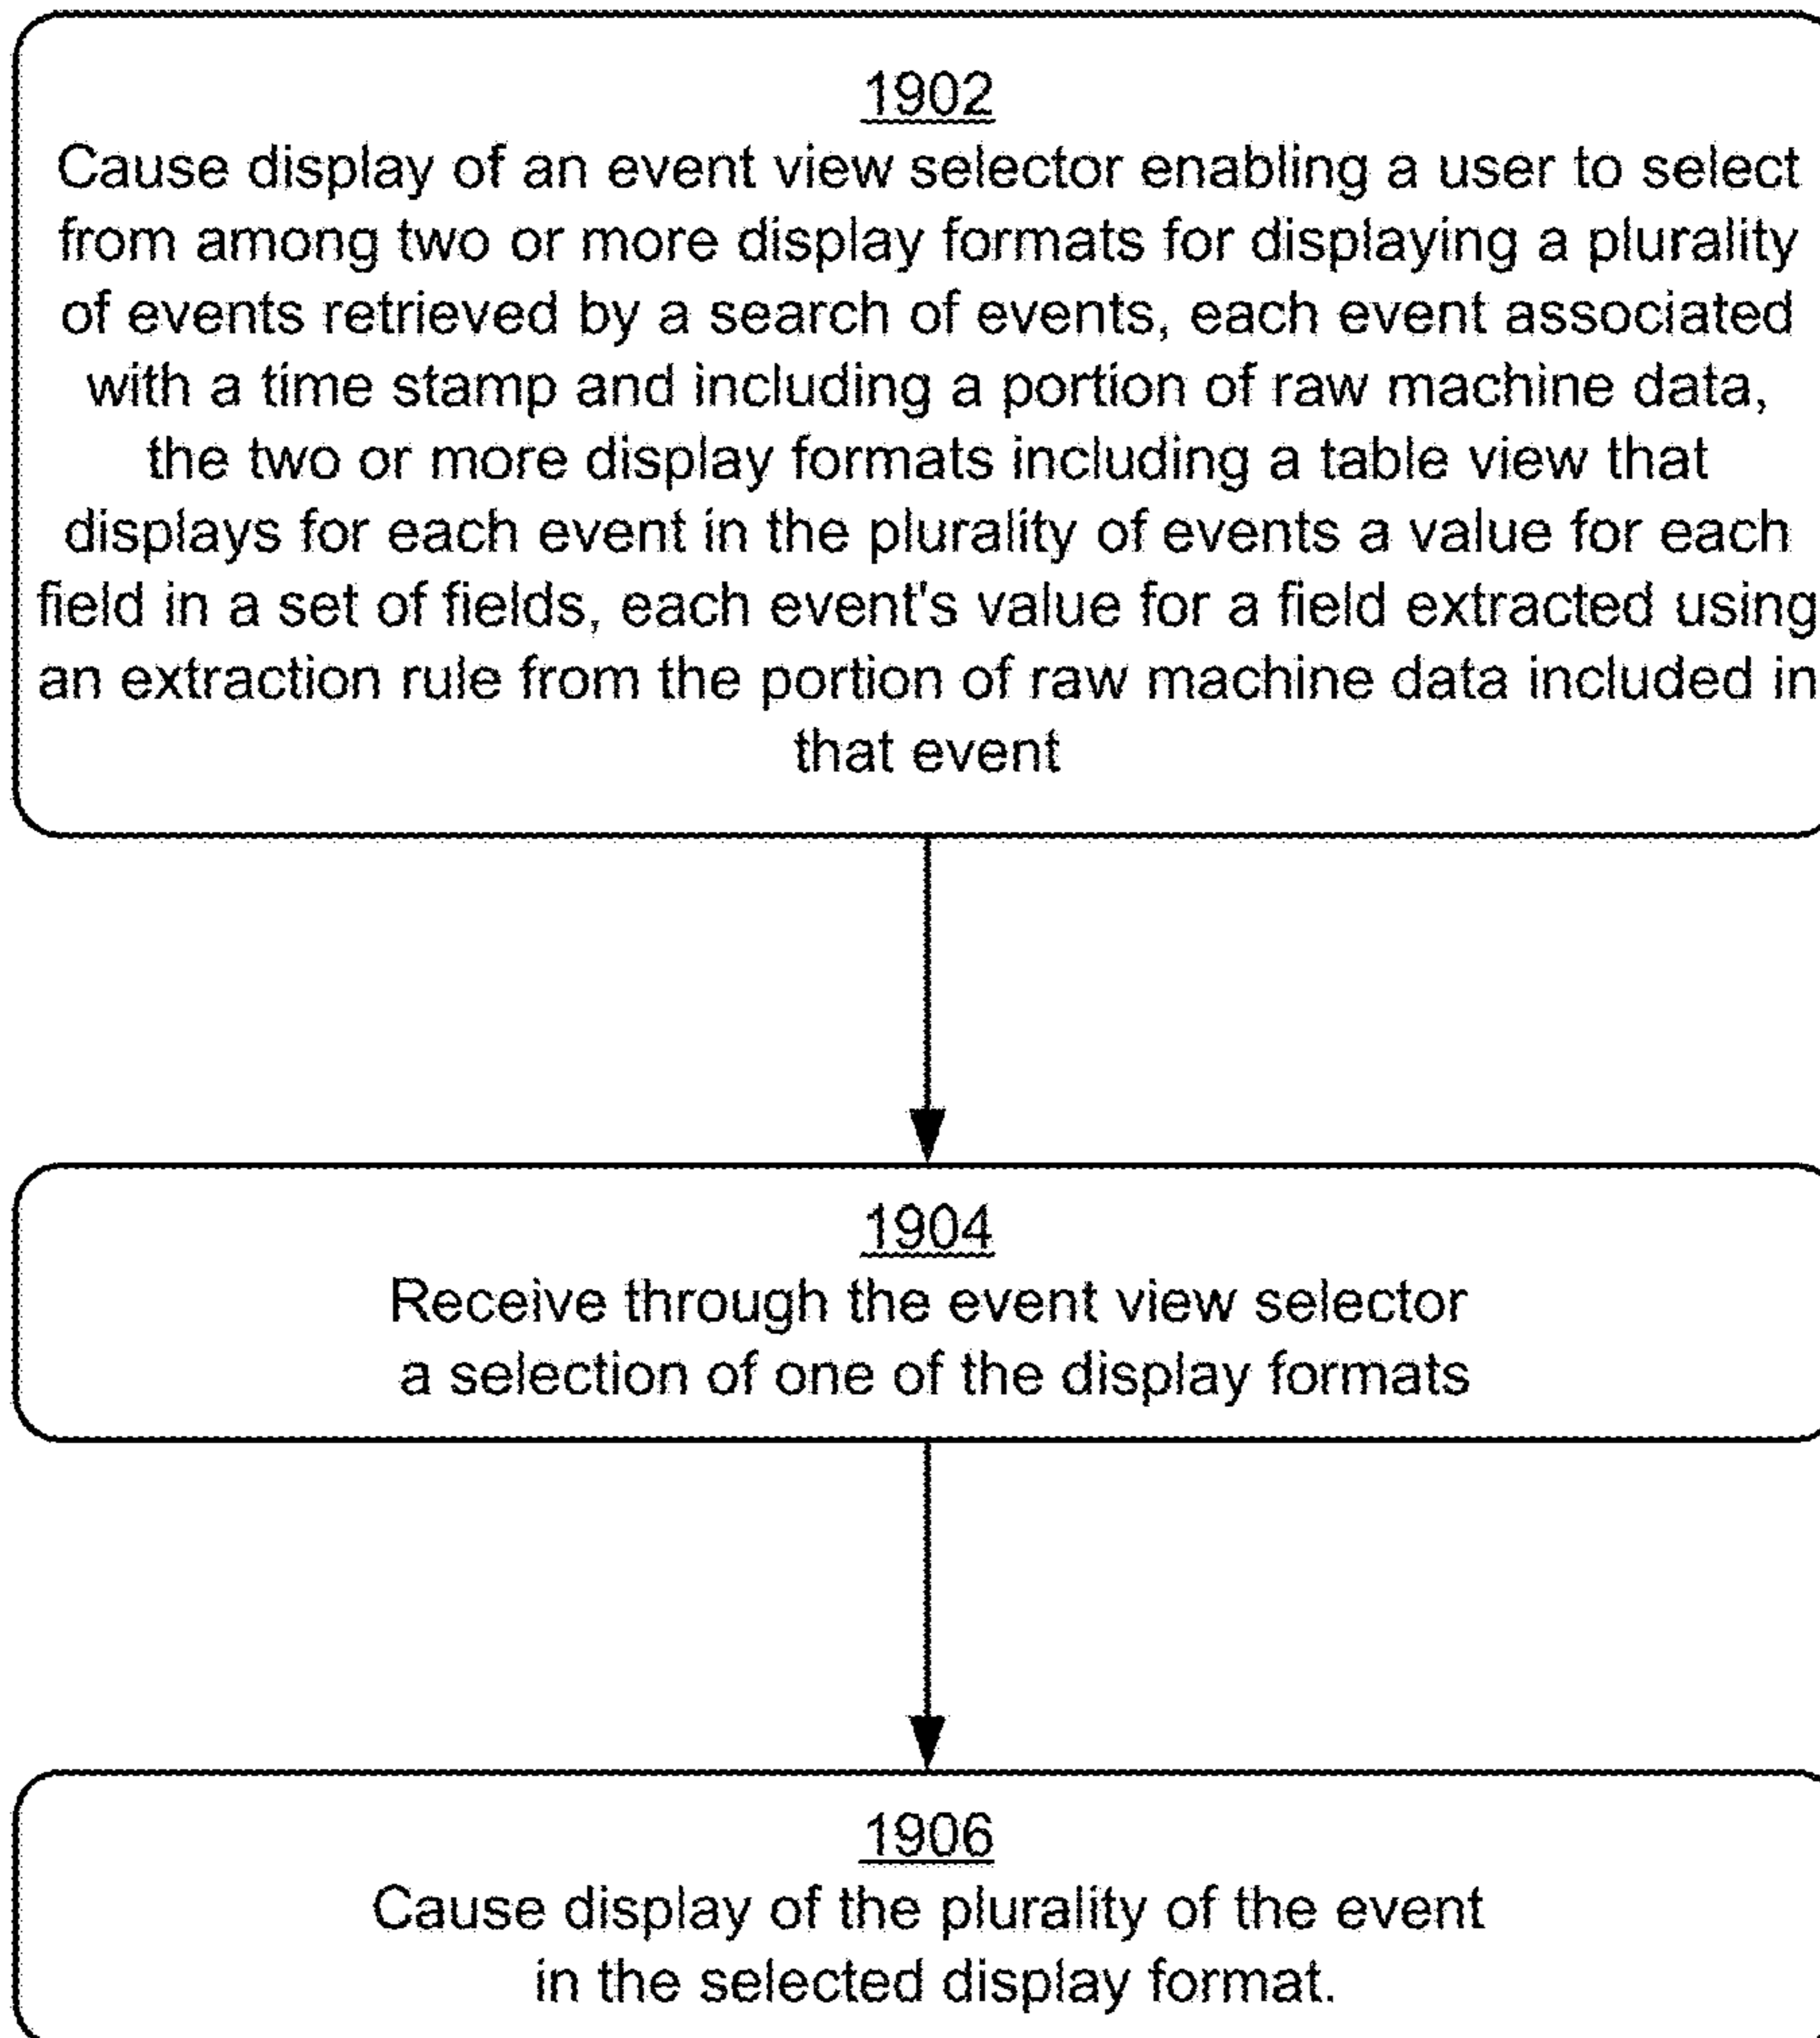 1902
Cause display of an event view selector enabling a user to select
from among two or more display formats for displaying a plurality
of events retrieved by a search of events, each event associated
with a time stamp and including a portion of raw machine data,
the two or more display formats including a table view that
displays for each event in the plurality of events a value for each
field in a set of fields, each event's value for a field extracted using
an extraction rule from the portion of raw machine data included in
that event
1904
Receive through the event view selector
a selection of one of the display formats
1906
Cause display of the plurality of the event
in the selected display format.